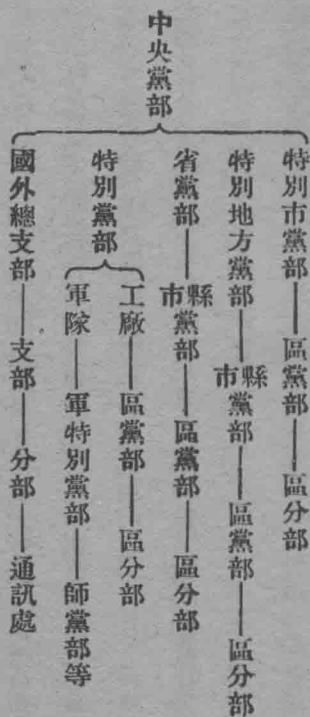 中央黨部
特別市黨部——區黨部——區分部
特別地方黨部——市縣黨部——區黨部——區分部
省黨部——市縣黨部——區黨部——區分部
特別黨部
工廠——區黨部——區分部
軍隊——軍特別黨部——師黨部等
國外總支部——支部——分部——通訊處